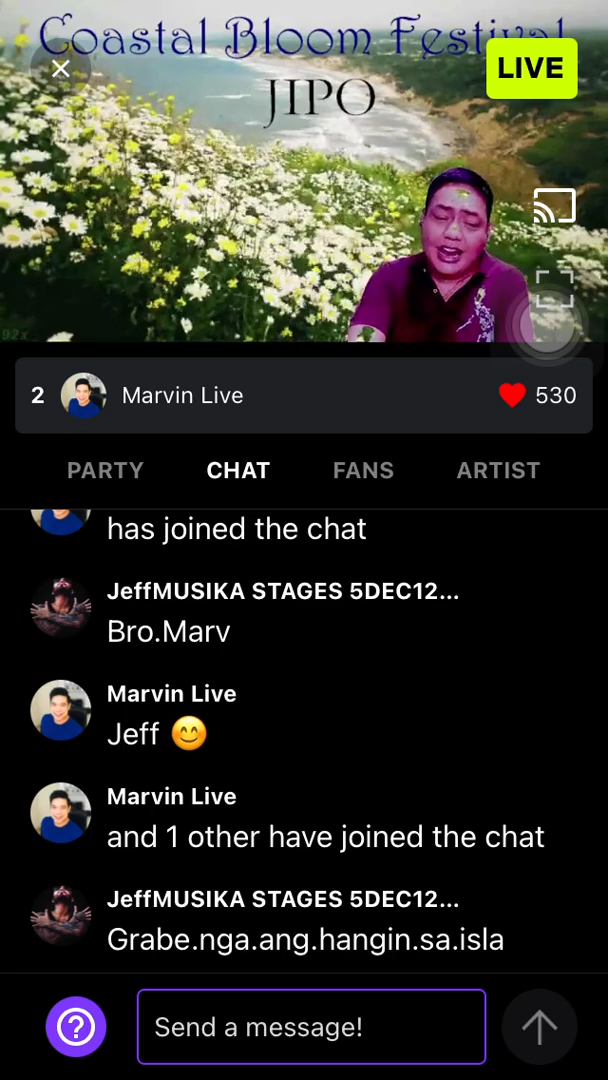 Coastal Bloom Festival
LIVE
JIPO
92x
2 Marvin Live 530
PARTY CHAT FANS ARTIST
has joined the chat
JeffMUSIKA STAGES 5DEC12...
Bro.Marv
Marvin Live
Jeff 😊
Marvin Live
and 1 other have joined the chat
JeffMUSIKA STAGES 5DEC12...
Grabe.nga.ang.hangin.sa.isla
Send a message!